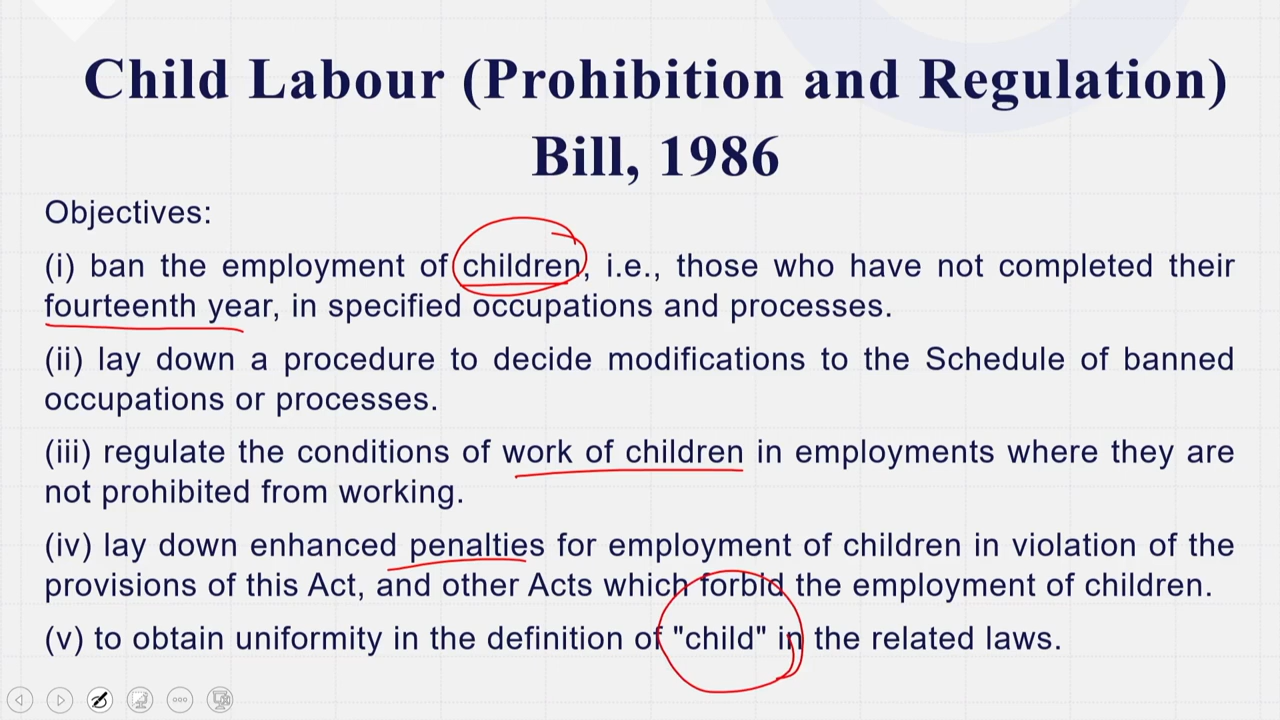 Child Labour (Prohibition and Regulation)
Bill, 1986
Objectives:
(i) ban the employment of children, i.e., those who have not completed their
fourteenth year, in specified occupations and processes.
(ii) lay down a procedure to decide modifications to the Schedule of banned
occupations or processes.
(iii) regulate the conditions of work of children in employments where they are
not prohibited from working.
(iv) lay down enhanced penalties for employment of children in violation of the
provisions of this Act, and other Acts which forbid the employment of children.
(v) to obtain uniformity in the definition of "child" in the related laws.